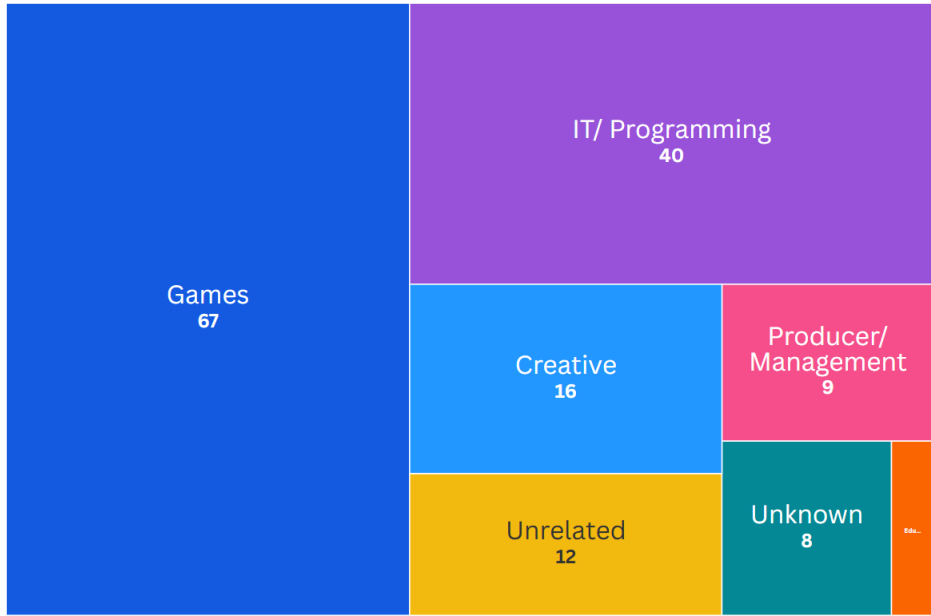 Games
67
IT/ Programming
40
Creative
16
Producer/
Management
9
Unrelated
12
Unknown
8
Edu...